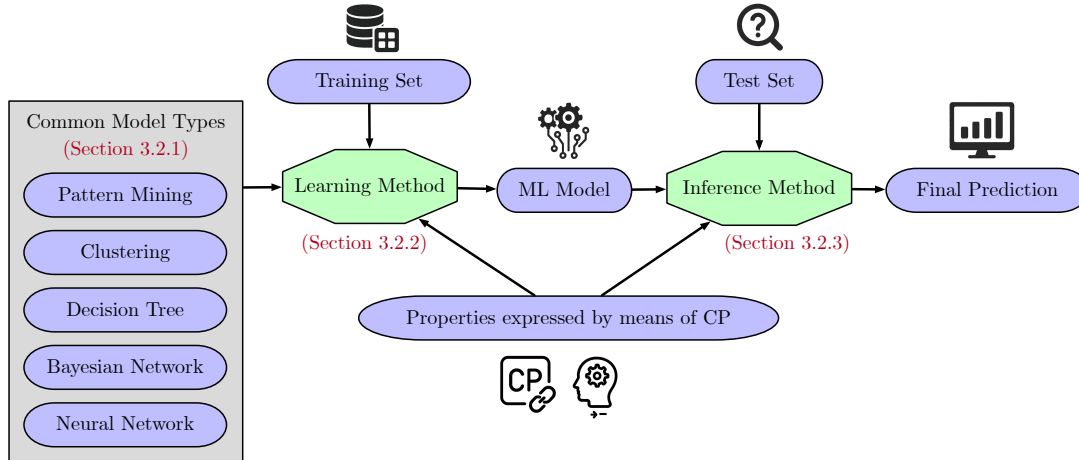 Training Set
Test Set
Common Model Types
(Section 3.2.1)
Pattern Mining
Clustering
Decision Tree
Bayesian Network
Neural Network
Learning Method
(Section 3.2.2)
ML Model
Inference Method
(Section 3.2.3)
Final Prediction
Properties expressed by means of CP
CP
?